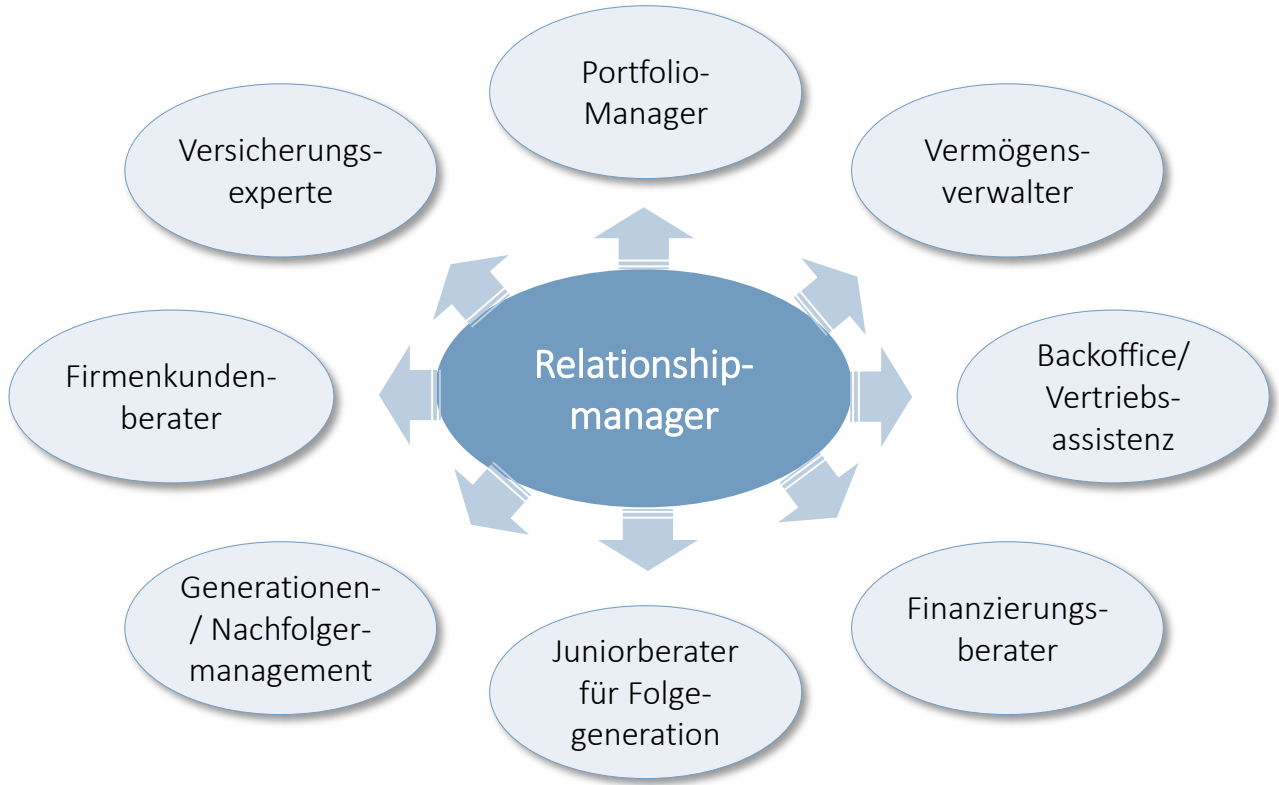 Portfolio-
Manager
Versicherungs-
experte
Vermögens-
verwalter
Relationship-
manager
Firmenkunden-
berater
Backoffice/
Vertriebs-
assistenz
Generationen-
/ Nachfolger-
management
Juniorberater
für Folge-
generation
Finanzierungs-
berater